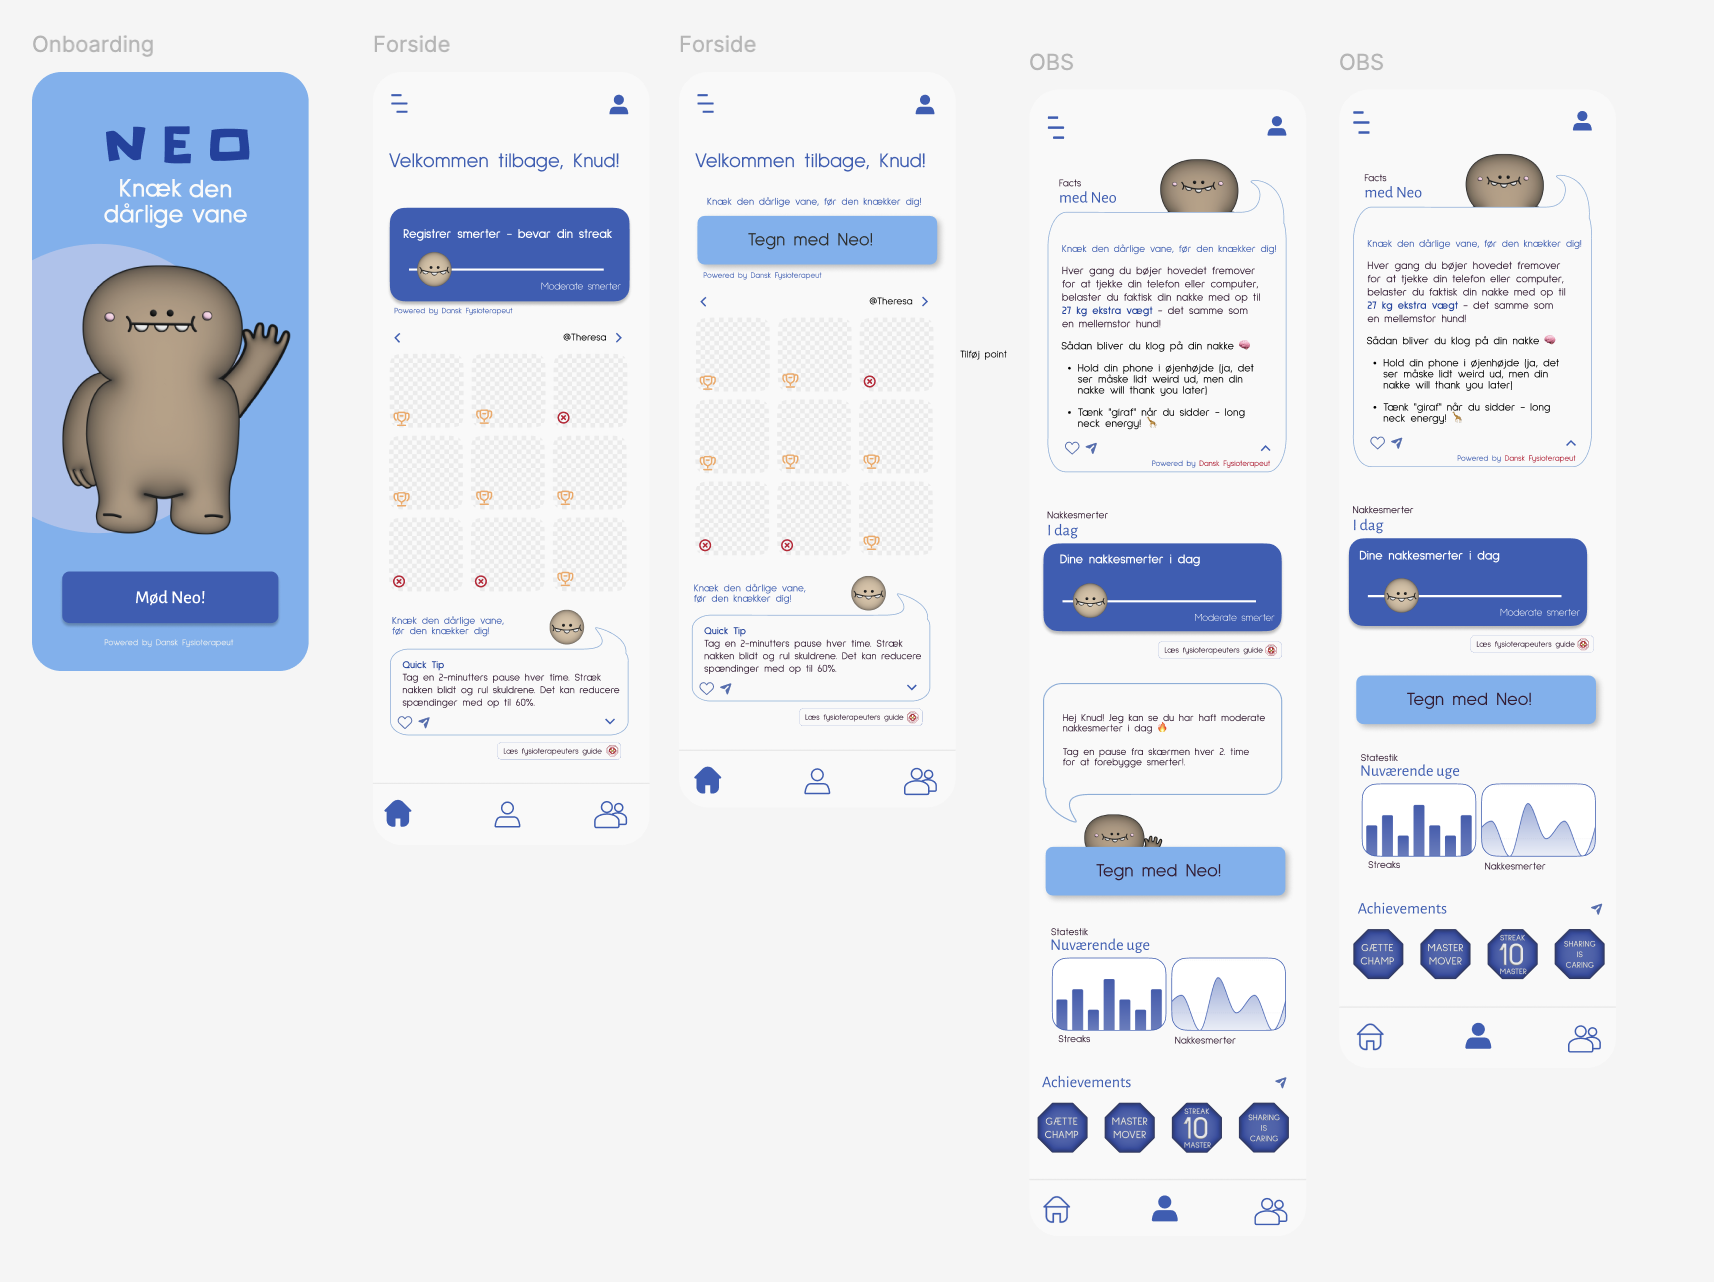 Onboarding
NEO
Knæk den
dårlige vane
Mød Neo!
Powered by Dansk Fysioterapeut
Forside
Velkommen tilbage, Knud!
Registrer smerter - bevar din streak
Moderate smerter
Powered by Dansk Fysioterapeut
@Theresa
Knæk den dårlige vane,
før den knækker dig!
Quick Tip
Tag en 2-minutters pause hver time. Stræk
nakken blidt og rul skuldrene. Det kan reducere
spændinger med op til 60%.
Læs fysioterapeuters guide
Forside
Velkommen tilbage, Knud!
Knæk den dårlige vane, før den knækker dig!
Tegn med Neo!
Powered by Dansk Fysioterapeut
@Theresa
Knæk den dårlige vane,
før den knækker dig!
Quick Tip
Tag en 2-minutters pause hver time. Stræk
nakken blidt og rul skuldrene. Det kan reducere
spændinger med op til 60%.
Læs fysioterapeuters guide
Tilføj point
OBS
Facts
med Neo
Knæk den dårlige vane, før den knækker dig!
Hver gang du bøjer hovedet fremover
for at tjekke din telefon eller computer,
belaster du faktisk din nakke med op til
27 kg ekstra vægt - det samme som
en mellemstor hund!
Sådan bliver du klog på din nakke 🧠
• Hold din phone i øjenhøjde (ja, det
ser måske lidt weird ud, men din
nakke will thank you later)
• Tænk "giraf" når du sidder - long
neck energy! 🦒
Powered by Dansk Fysioterapeut
Nakkesmerter
I dag
Dine nakkesmerter i dag
Moderate smerter
Læs fysioterapeuters guide
Hej Knud! Jeg kan se du har haft moderate
nakkesmerter i dag 🔥
Tag en pause fra skærmen hver 2. time
for at forebygge smerter!.
Tegn med Neo!
Statestik
Nuværende uge
Streaks
Nakkesmerter
Achievements
GÆTTE
CHAMP
MASTER
MOVER
STREAK
10
MASTER
SHARING
IS
CARING
OBS
Facts
med Neo
Knæk den dårlige vane, før den knækker dig!
Hver gang du bøjer hovedet fremover
for at tjekke din telefon eller computer,
belaster du faktisk din nakke med op til
27 kg ekstra vægt - det samme som
en mellemstor hund!
Sådan bliver du klog på din nakke 🧠
• Hold din phone i øjenhøjde (ja, det
ser måske lidt weird ud, men din
nakke will thank you later)
• Tænk "giraf" når du sidder - long
neck energy! 🦒
Powered by Dansk Fysioterapeut
Nakkesmerter
I dag
Dine nakkesmerter i dag
Moderate smerter
Læs fysioterapeuters guide
Tegn med Neo!
Statestik
Nuværende uge
Streaks
Nakkesmerter
Achievements
GÆTTE
CHAMP
MASTER
MOVER
STREAK
10
MASTER
SHARING
IS
CARING